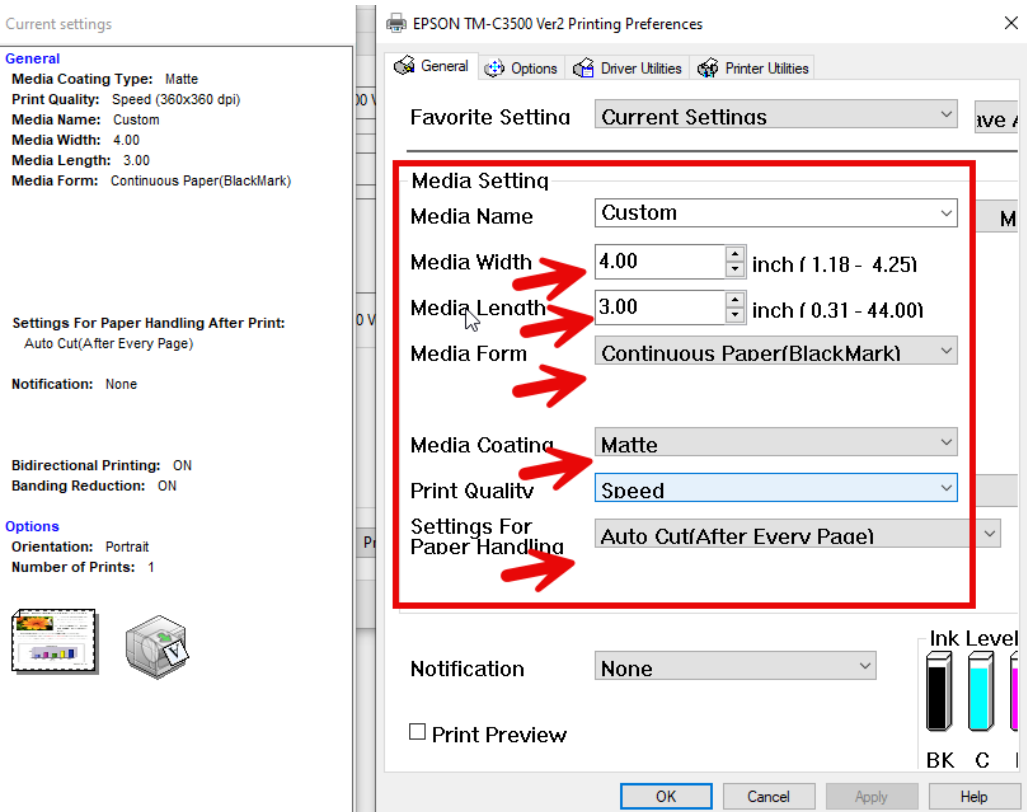 Current settings
General
Media Coating Type: Matte
Print Quality: Speed (360x360 dpi)
Media Name: Custom
Media Width: 4.00
Media Length: 3.00
Media Form: Continuous Paper(BlackMark)
Settings For Paper Handling After Print:
Auto Cut(After Every Page)
Notification: None
Bidirectional Printing: ON
Banding Reduction: ON
Options
Orientation: Portrait
Number of Prints: 1
EPSON TM-C3500 Ver2 Printing Preferences
General Options Driver Utilities Printer Utilities
Favorite Setting Current Settings
Media Setting
Media Name Custom
Media Width 4.00 inch ( 1.18 - 4.25)
Media Length 3.00 inch ( 0.31 - 44.00)
Media Form Continuous Paper(BlackMark)
Media Coating Matte
Print Quality Speed
Settings For
Paper Handling Auto Cut(After Every Page)
Ink Level
Notification None
Print Preview
BK C
OK Cancel Apply Help